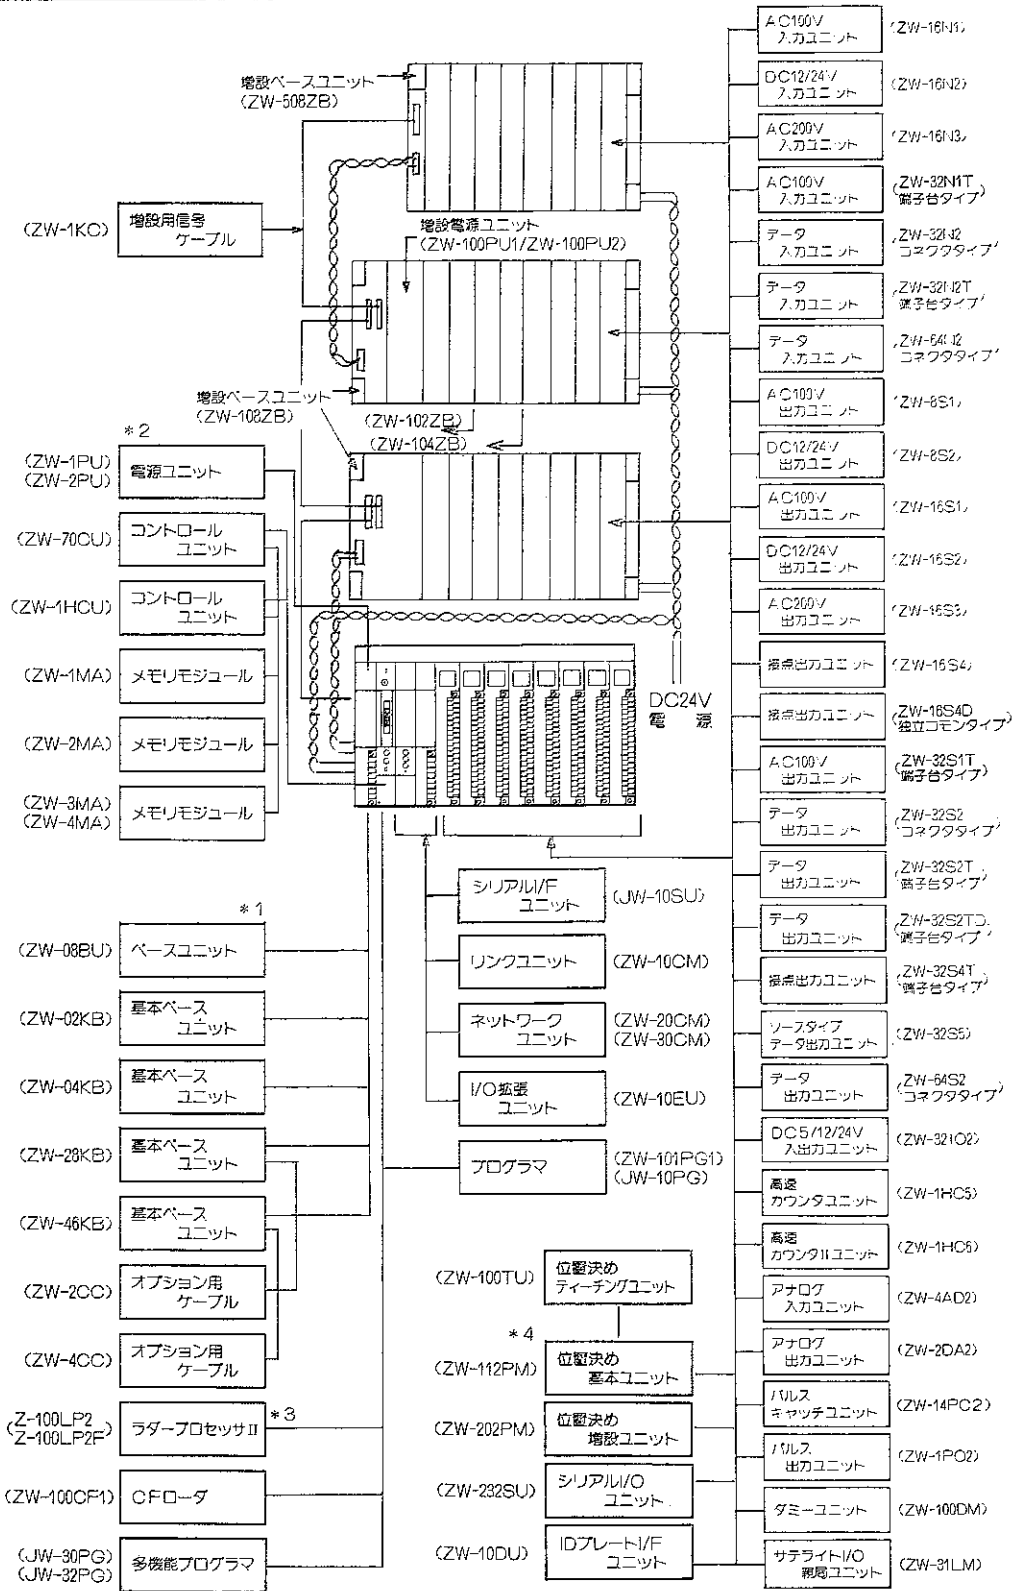 増設ベースユニット
(ZW-508ZB)
(ZW-1KC)
増設用信号
ケーブル
増設電源ユニット
(ZW-100PU1/ZW-100PU2)
増設ベースユニット
(ZW-108ZB)
(ZW-102ZB)
(ZW-104ZB)
DC24V
電 源
*2
(ZW-1PU)
(ZW-2PU)
電源ユニット
(ZW-70CU)
コントロール
ユニット
(ZW-1HCU)
コントロール
ユニット
(ZW-1MA)
メモリモジュール
(ZW-2MA)
メモリモジュール
(ZW-3MA)
(ZW-4MA)
メモリモジュール
*1
(ZW-08BU)
ベースユニット
(ZW-02KB)
基本ベース
ユニット
(ZW-04KB)
基本ベース
ユニット
(ZW-28KB)
基本ベース
ユニット
(ZW-46KB)
基本ベース
ユニット
(ZW-2CC)
オプション用
ケーブル
(ZW-4CC)
オプション用
ケーブル
(Z-100LP2
Z-100LP2F)
ラダープロセッサⅡ
*3
(ZW-100CF1)
CFローダ
(JW-30PG)
(JW-32PG)
多機能プログラマ
シリアルI/F
ユニット
(JW-10SU)
リンクユニット
(ZW-10CM)
ネットワーク
ユニット
(ZW-20CM)
(ZW-30CM)
I/O拡張
ユニット
(ZW-10EU)
プログラマ
(ZW-101PG1)
(JW-10PG)
(ZW-100TU)
位置決め
ティーチングユニット
*4
(ZW-112PM)
位置決め
基本ユニット
(ZW-202PM)
位置決め
増設ユニット
(ZW-232SU)
シリアルI/O
ユニット
(ZW-10DU)
IDプレートI/F
ユニット
AC100V
入力ユニット
(ZW-16N1)
DC12/24V
入力ユニット
(ZW-16N2)
AC200V
入力ユニット
(ZW-16N3)
AC100V
入力ユニット
(ZW-32N1T
端子台タイプ)
データ
入力ユニット
(ZW-32N2
コネクタタイプ)
データ
入力ユニット
(ZW-32N2T
端子台タイプ)
データ
入力ユニット
(ZW-64N2
コネクタタイプ)
AC100V
出力ユニット
(ZW-8S1)
DC12/24V
出力ユニット
(ZW-8S2)
AC100V
出力ユニット
(ZW-16S1)
DC12/24V
出力ユニット
(ZW-16S2)
AC200V
出力ユニット
(ZW-16S3)
接点出力ユニット
(ZW-16S4)
接点出力ユニット
(ZW-16S4D
独立コモンタイプ)
AC100V
出力ユニット
(ZW-32S1T
端子台タイプ)
データ
出力ユニット
(ZW-32S2
コネクタタイプ)
データ
出力ユニット
(ZW-32S2T
端子台タイプ)
データ
出力ユニット
(ZW-32S2TD
端子台タイプ)
接点出力ユニット
(ZW-32S4T
端子台タイプ)
ソースタイプ
データ出力ユニット
(ZW-32S5)
データ
出力ユニット
(ZW-64S2
コネクタタイプ)
DC5/12/24V
入出力ユニット
(ZW-32IO2)
高速
カウンタユニット
(ZW-1HC5)
高速
カウンタⅡユニット
(ZW-1HC6)
アナログ
入力ユニット
(ZW-4AD2)
アナログ
出力ユニット
(ZW-2DA2)
パルス
キャッチユニット
(ZW-14PC2)
パルス
出力ユニット
(ZW-1PO2)
ダミーユニット
(ZW-100DM)
サテライトI/O
親局ユニット
(ZW-31LM)